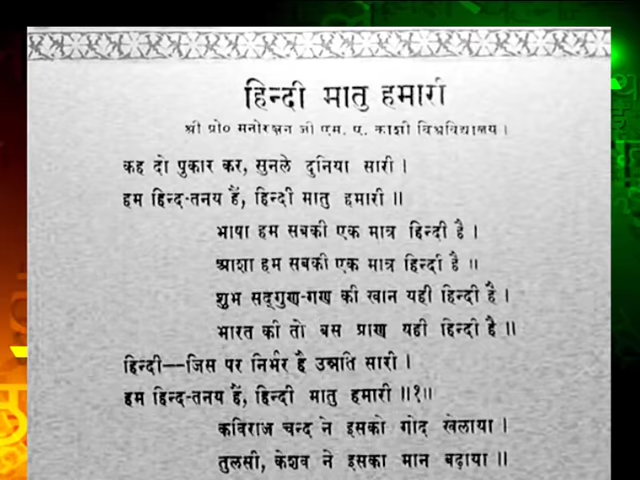 हिन्दी मातु हमारी
श्री प्रो० मनोरञ्जन जी एम. ए. काशी विश्वविद्यालय ।
कह दो पुकार कर, सुनले दुनिया सारी ।
हम हिन्द-तनय हैं, हिन्दी मातु हमारी ॥
भाषा हम सबकी एक मात्र हिन्दी है ।
आशा हम सबकी एक मात्र हिन्दी है ॥
शुभ सद्गुण-गण की खान यही हिन्दी है ।
भारत की तो बस प्राण यही हिन्दी है ॥
हिन्दी—जिस पर निर्भर है उन्नति सारी ।
हम हिन्द-तनय हैं, हिन्दी मातु हमारी ॥१॥
कविराज चन्द ने इसको गोद खेलाया ।
तुलसी, केशव ने इसका मान बढ़ाया ॥